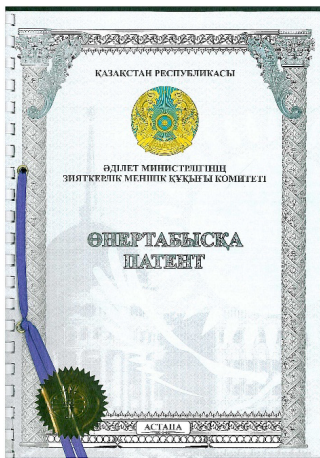 ҚАЗАҚСТАН РЕСПУБЛИКАСЫ
ӘДІЛЕТ МИНИСТРЛІГІНІҢ
ЗИЯТКЕРЛІК МЕНШІК ҚҰҚЫҒЫ КОМИТЕТІ
ӨНЕРТАБЫСҚА
ПАТЕНТ
АСТАНА